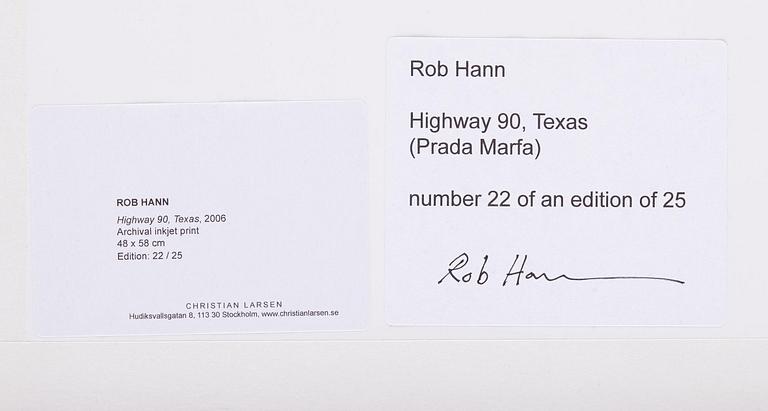 ROB HANN
Highway 90, Texas, 2006
Archival inkjet print
48 x 58 cm
Edition: 22 / 25
CHRISTIAN LARSEN
Hudiksvallsgatan 8, 113 30 Stockholm, www.christianlarsen.se
Rob Hann
Highway 90, Texas
(Prada Marfa)
number 22 of an edition of 25
Rob Hann